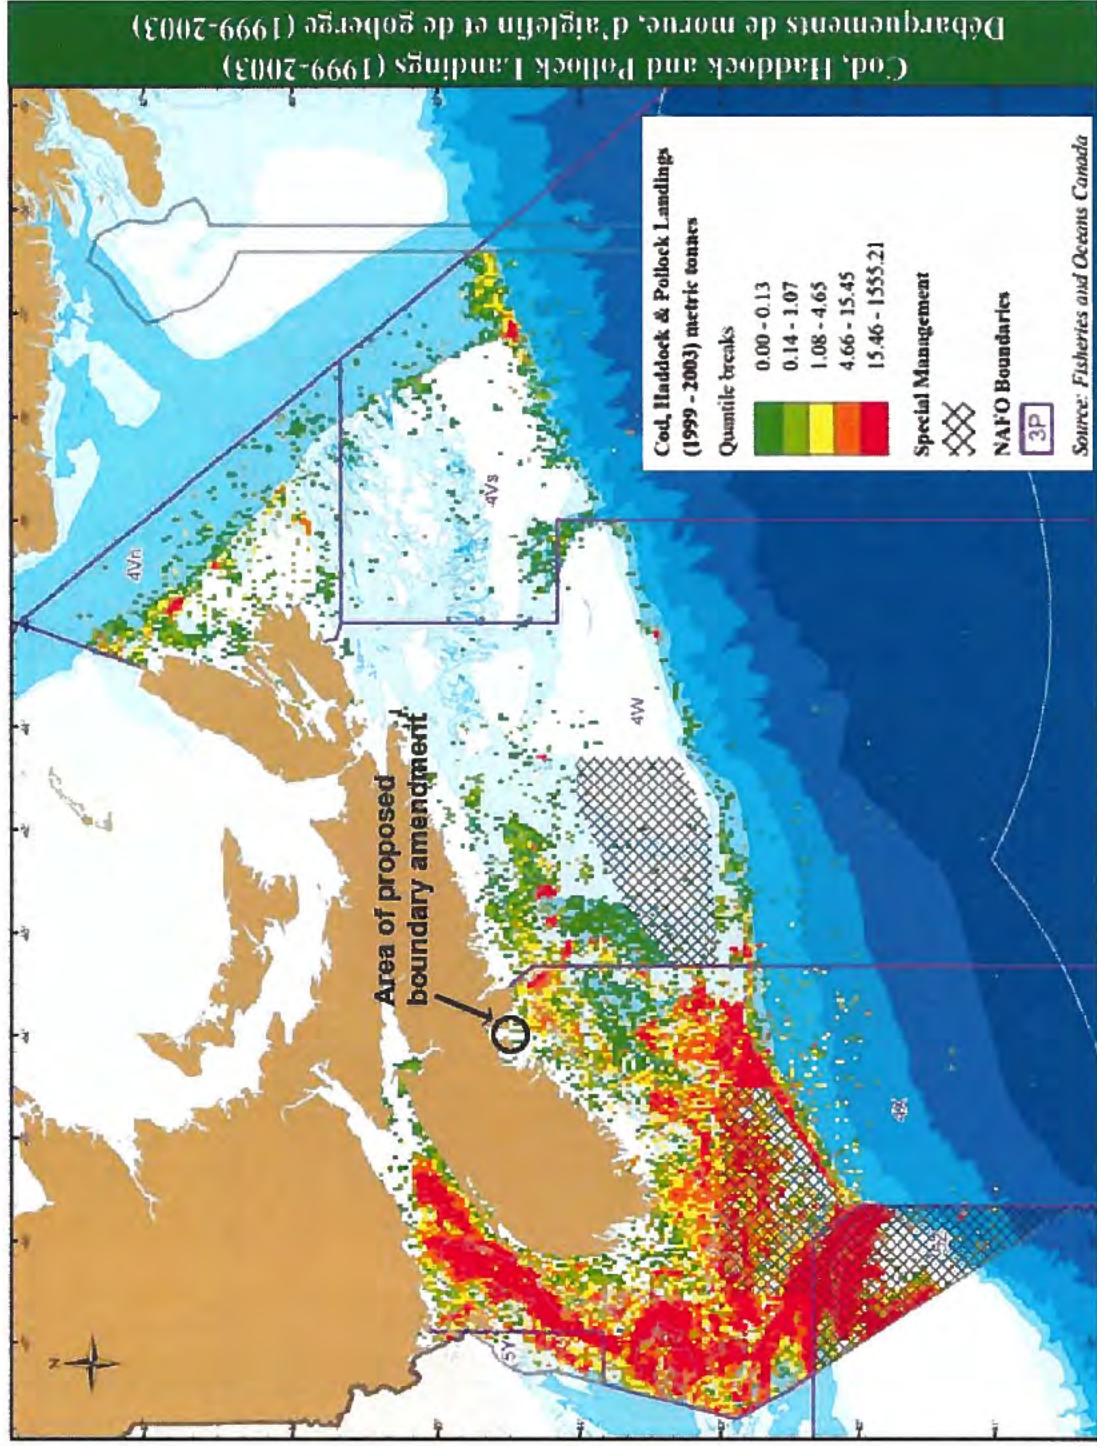 Cod, Haddock and Pollock Landings (1999-2003)
Débarquements de morue, d'aiglefin et de goberge (1999-2003)
N
Area of proposed
boundary amendment
4Vn
4Vs
4W
4X
5Y
Cod, Haddock & Pollock Landings
(1999 - 2003) metric tonnes
Quantile breaks
0.00 - 0.13
0.14 - 1.07
1.08 - 4.65
4.66 - 15.45
15.46 - 1555.21
Special Management
NAFO Boundaries
3P
Source: Fisheries and Oceans Canada